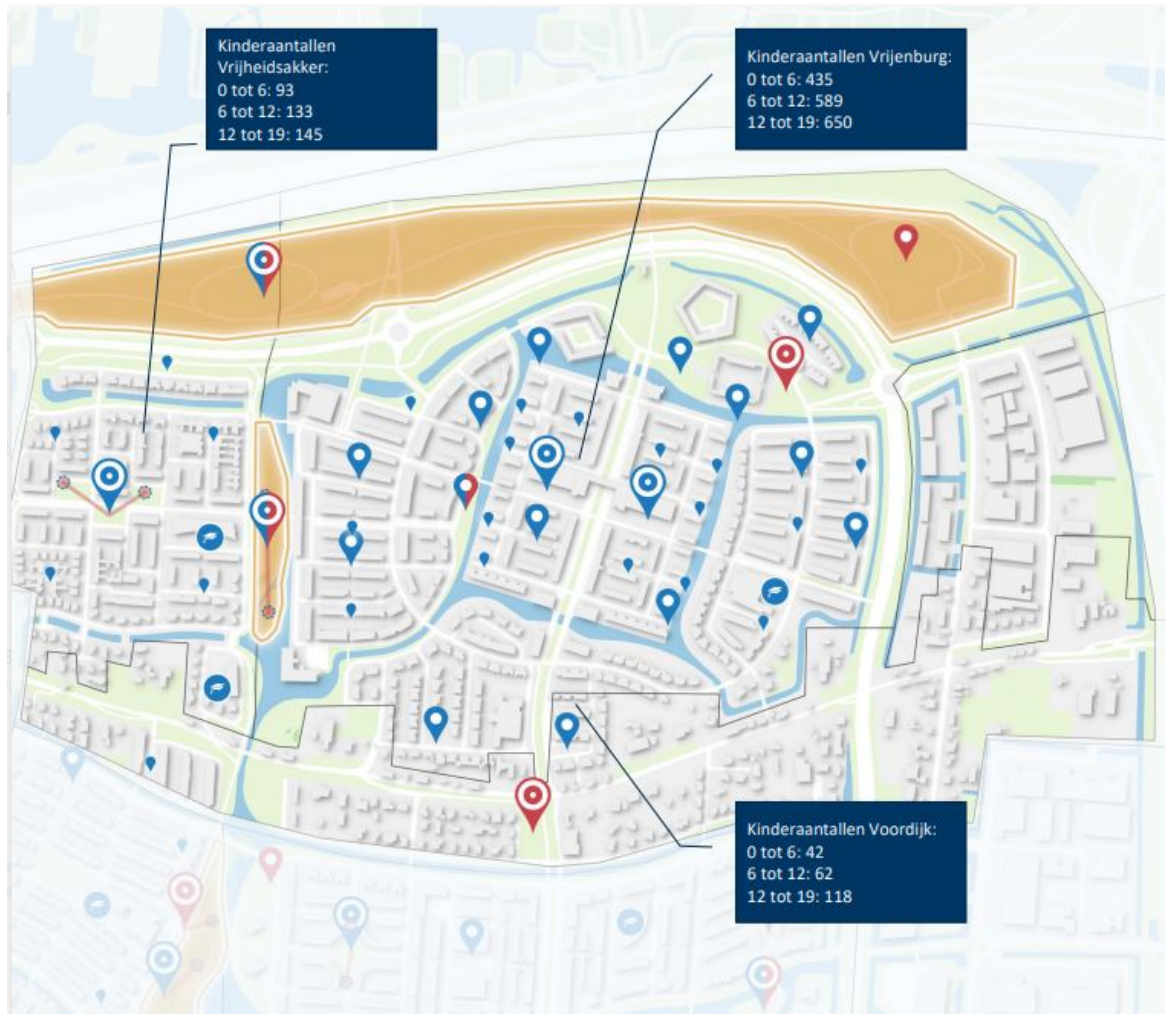 Kinderaantallen
Vrijheidsakker:
0 tot 6: 93
6 tot 12: 133
12 tot 19: 145
Kinderaantallen Vrijenburg:
0 tot 6: 435
6 tot 12: 589
12 tot 19: 650
Kinderaantallen Voordijk:
0 tot 6: 42
6 tot 12: 62
12 tot 19: 118